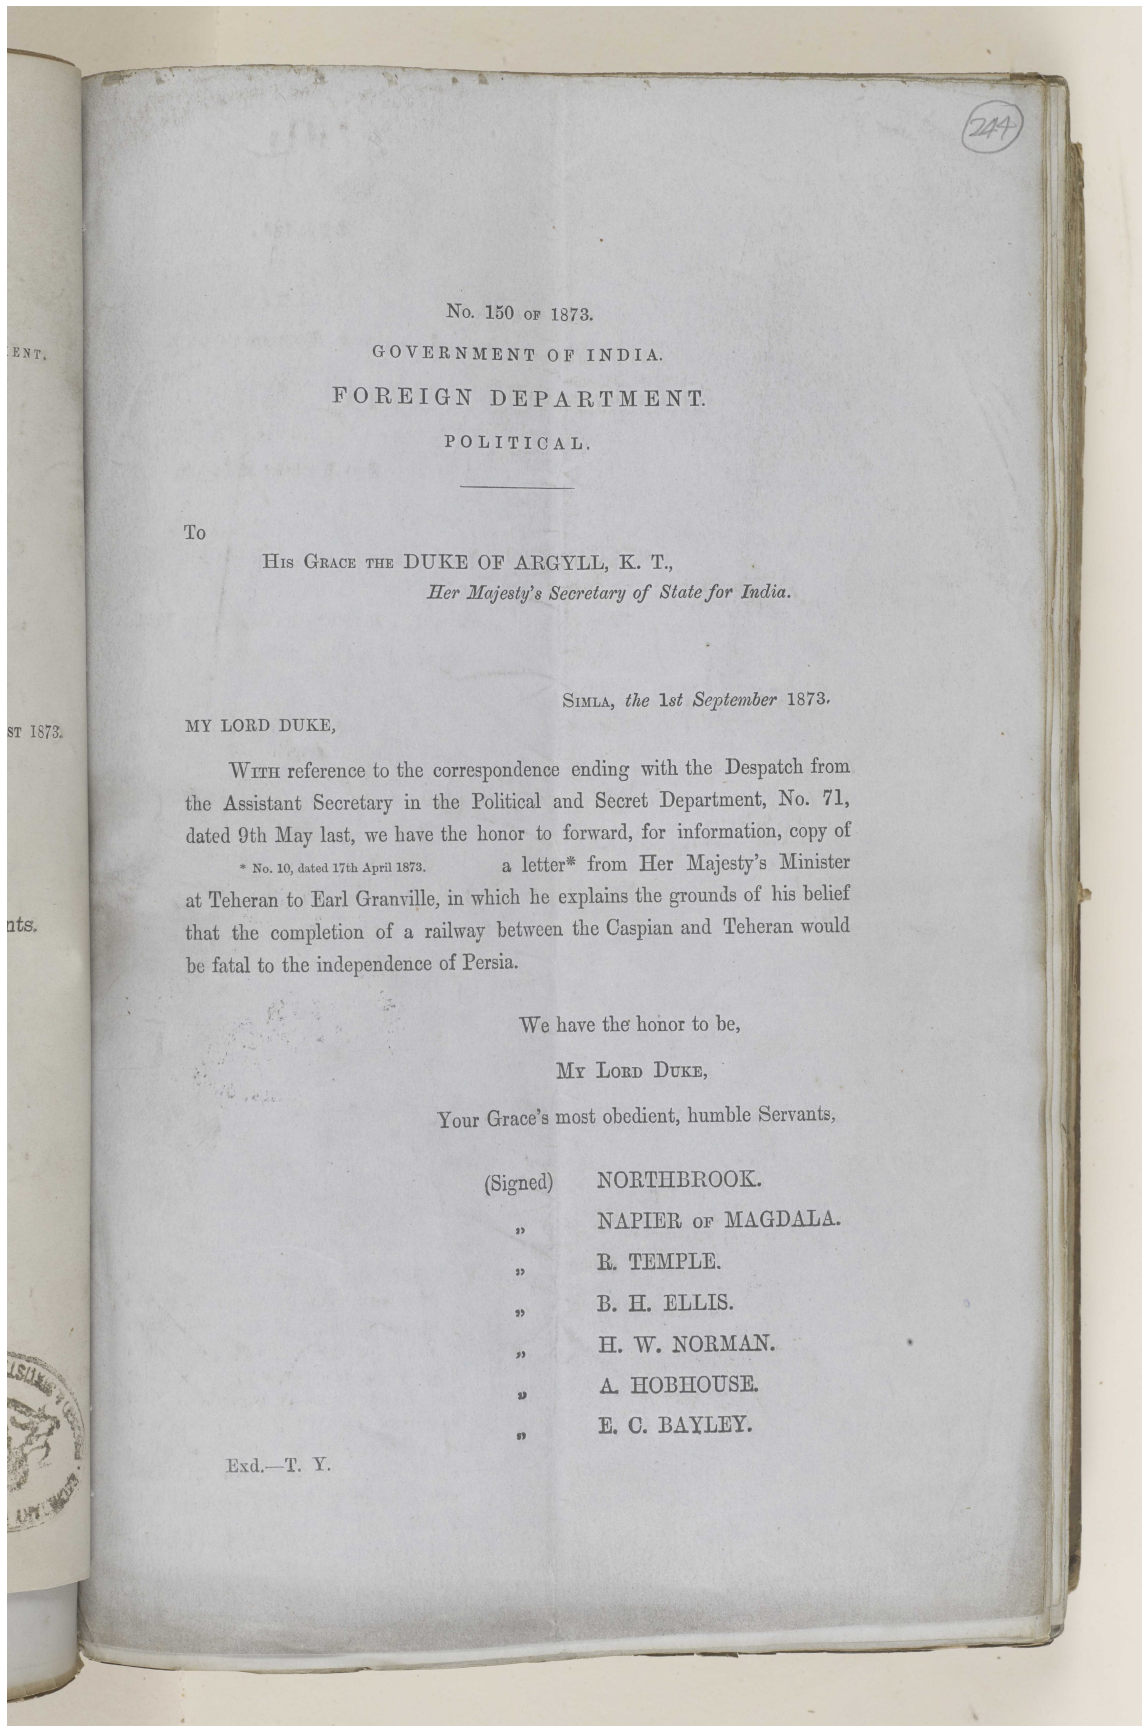 244
No. 150 OF 1873.
GOVERNMENT OF INDIA.
FOREIGN DEPARTMENT.
POLITICAL.
To
HIS GRACE THE DUKE OF ARGYLL, K. T.,
Her Majesty's Secretary of State for India.
SIMLA, the 1st September 1873.
MY LORD DUKE,
WITH reference to the correspondence ending with the Despatch from
the Assistant Secretary in the Political and Secret Department, No. 71,
dated 9th May last, we have the honor to forward, for information, copy of
* No. 10, dated 17th April 1873. a letter* from Her Majesty's Minister
at Teheran to Earl Granville, in which he explains the grounds of his belief
that the completion of a railway between the Caspian and Teheran would
be fatal to the independence of Persia.
We have the honor to be,
MY LORD DUKE,
Your Grace's most obedient, humble Servants,
(Signed) NORTHBROOK.
„ NAPIER OF MAGDALA.
„ R. TEMPLE.
„ B. H. ELLIS.
„ H. W. NORMAN.
„ A. HOBHOUSE.
„ E. C. BAYLEY.
Exd.—T. Y.
ENT.
ST 1873.
nts.